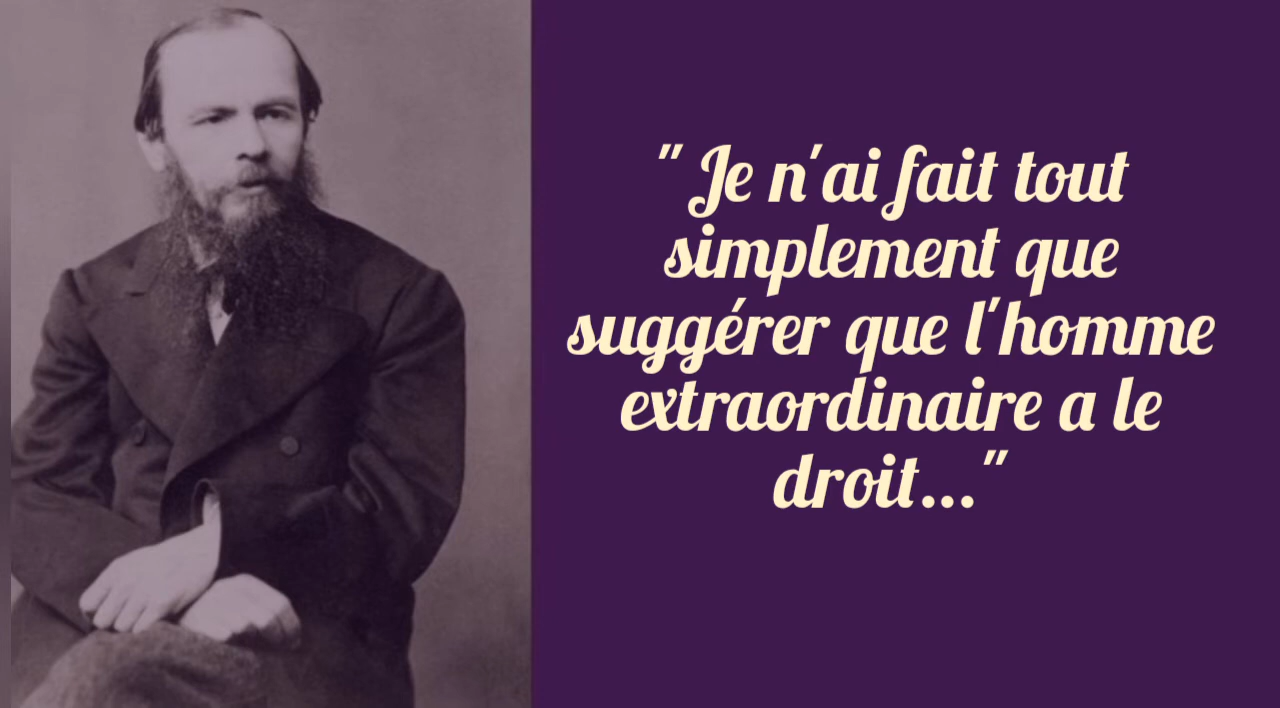 " Je n'ai fait tout
simplement que
suggérer que l'homme
extraordinaire a le
droit..."